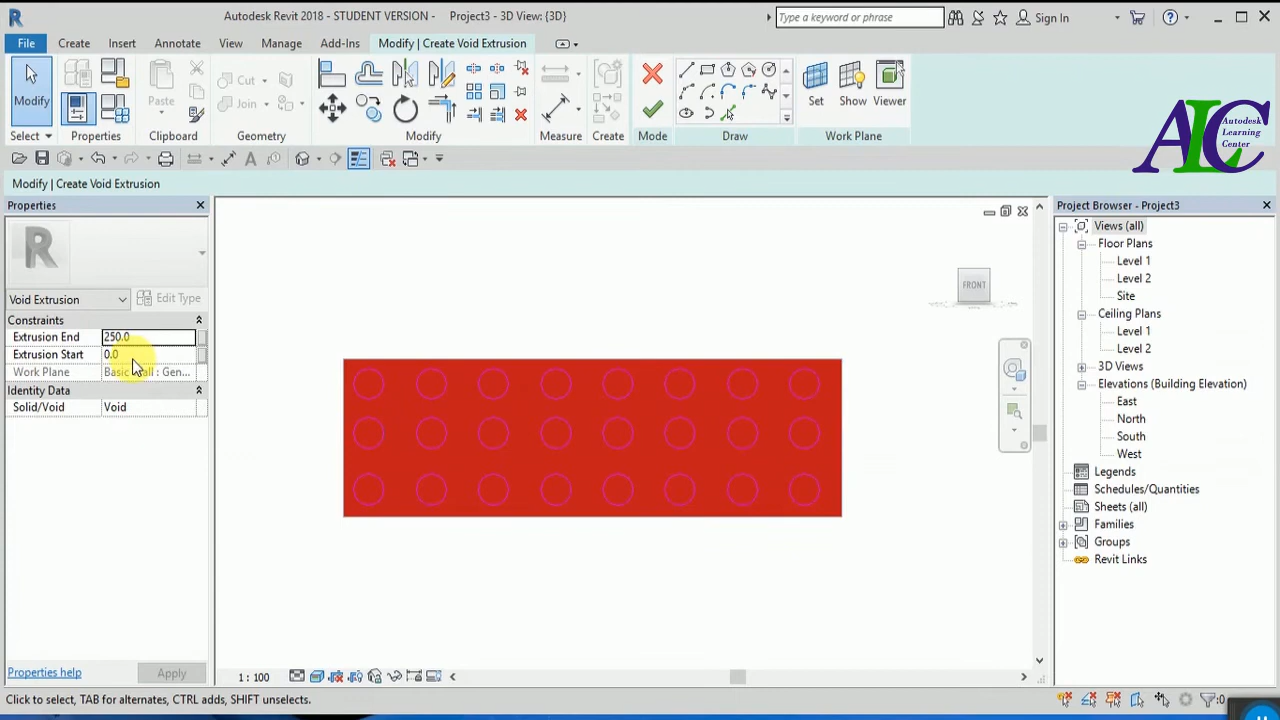 Autodesk Revit 2018 - STUDENT VERSION - Project3 - 3D View: {3D}
Type a keyword or phrase
Sign In
File Create Insert Annotate View Manage Add-Ins Modify | Create Void Extrusion
Modify
Paste
Cut
Join
Set Show Viewer
Select Properties Clipboard Geometry Modify Measure Create Mode Draw Work Plane
ALC
Autodesk
Learning
Center
Modify | Create Void Extrusion
Properties
R
Void Extrusion
Edit Type
Constraints
Extrusion End 250.0
Extrusion Start 0.0
Work Plane Basic Wall : Gen...
Identity Data
Solid/Void Void
Properties help
Apply
FRONT
1 : 100
Project Browser - Project3
Views (all)
Floor Plans
Level 1
Level 2
Site
Ceiling Plans
Level 1
Level 2
3D Views
Elevations (Building Elevation)
East
North
South
West
Legends
Schedules/Quantities
Sheets (all)
Families
Groups
Revit Links
Click to select, TAB for alternates, CTRL adds, SHIFT unselects.
:0